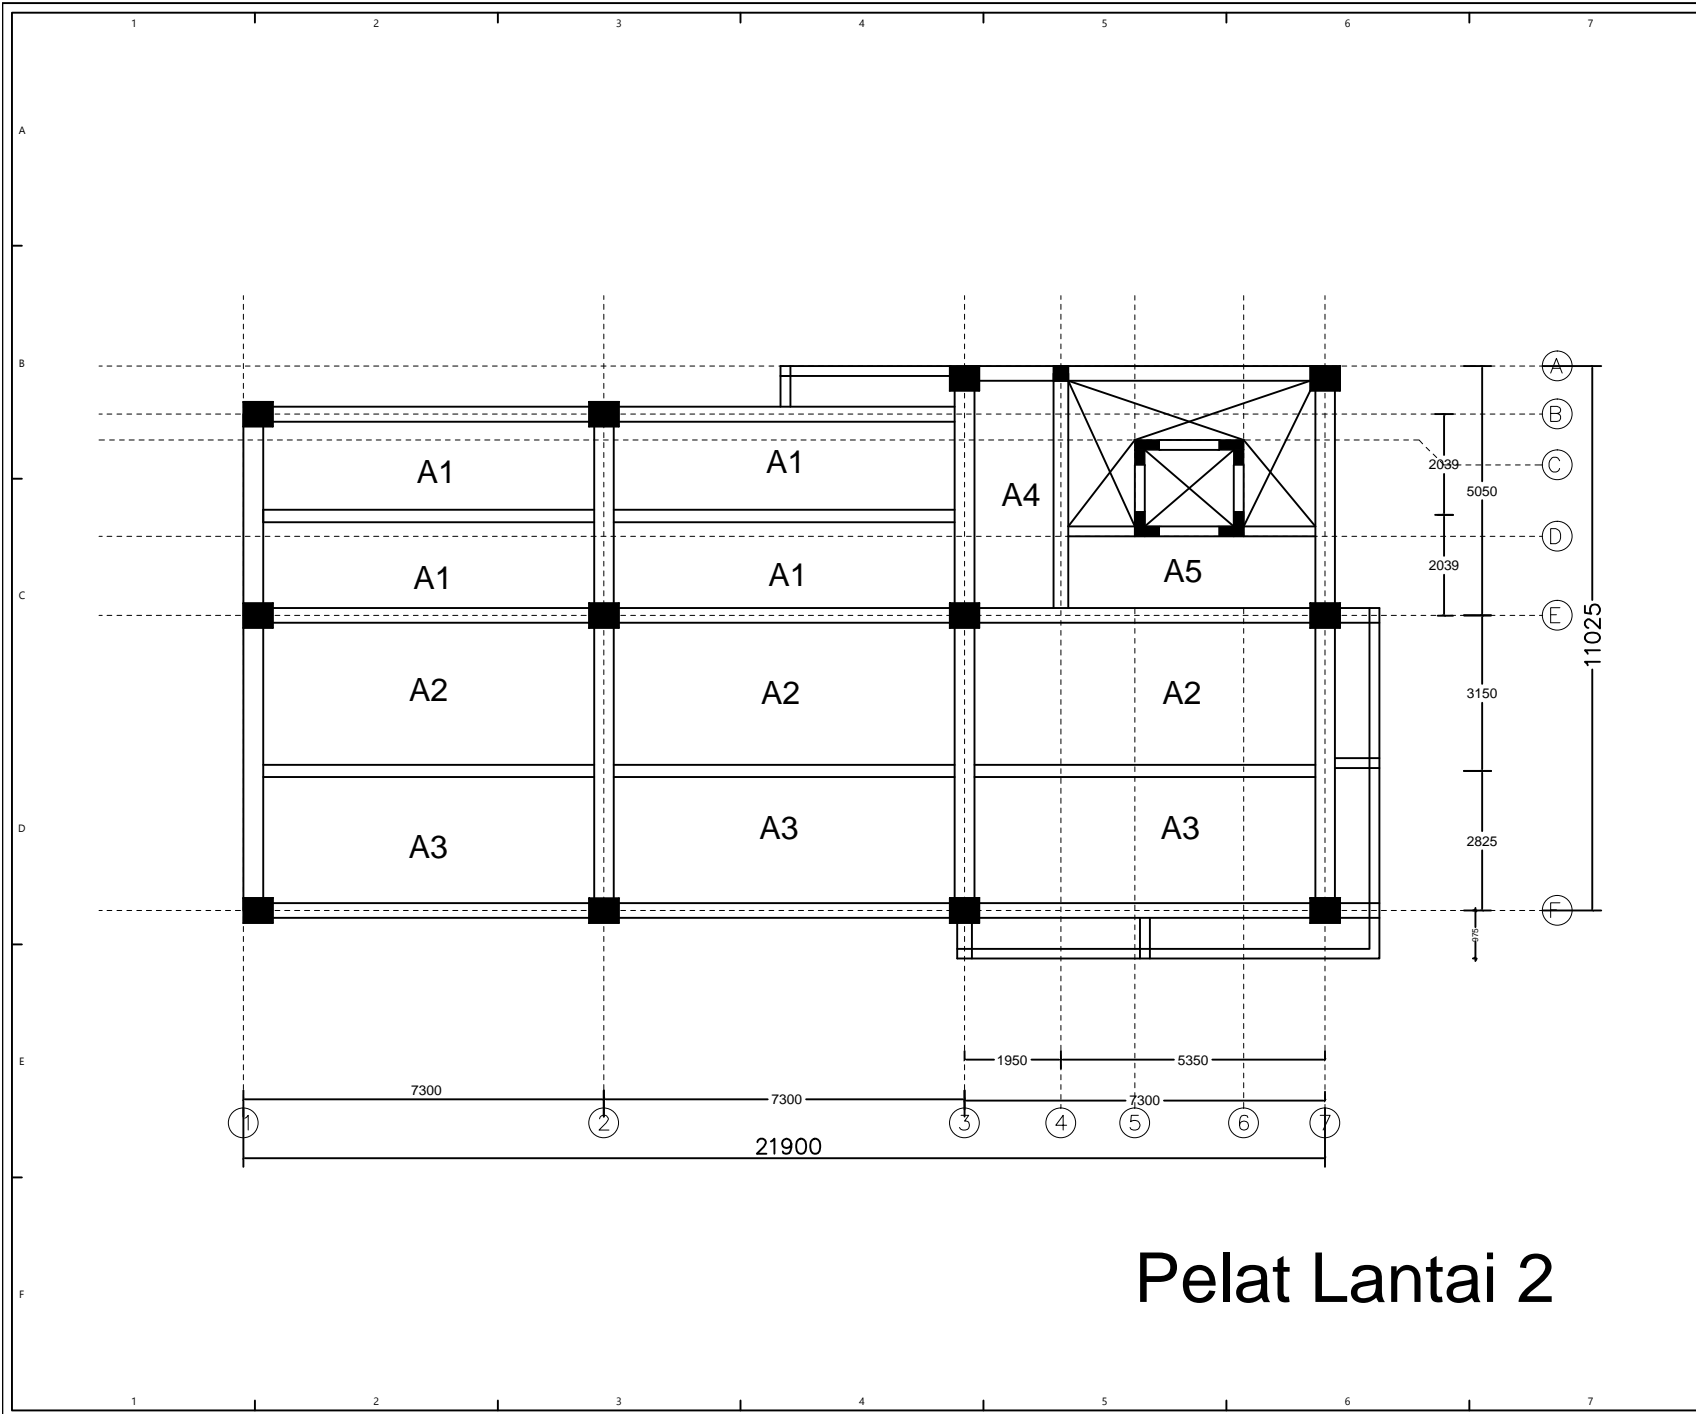 1 2 3 4 5 6 7
A
B
C
D
E
F
A
B
C
D
E
F
A1 A1
A4
A1 A1 A5
A2 A2 A2
A3 A3 A3
2039
5050
2039
11025
3150
2825
975
1950 5350
7300 7300 7300
1 2 3 4 5 6 7
21900
Pelat Lantai 2
1 2 3 4 5 6 7